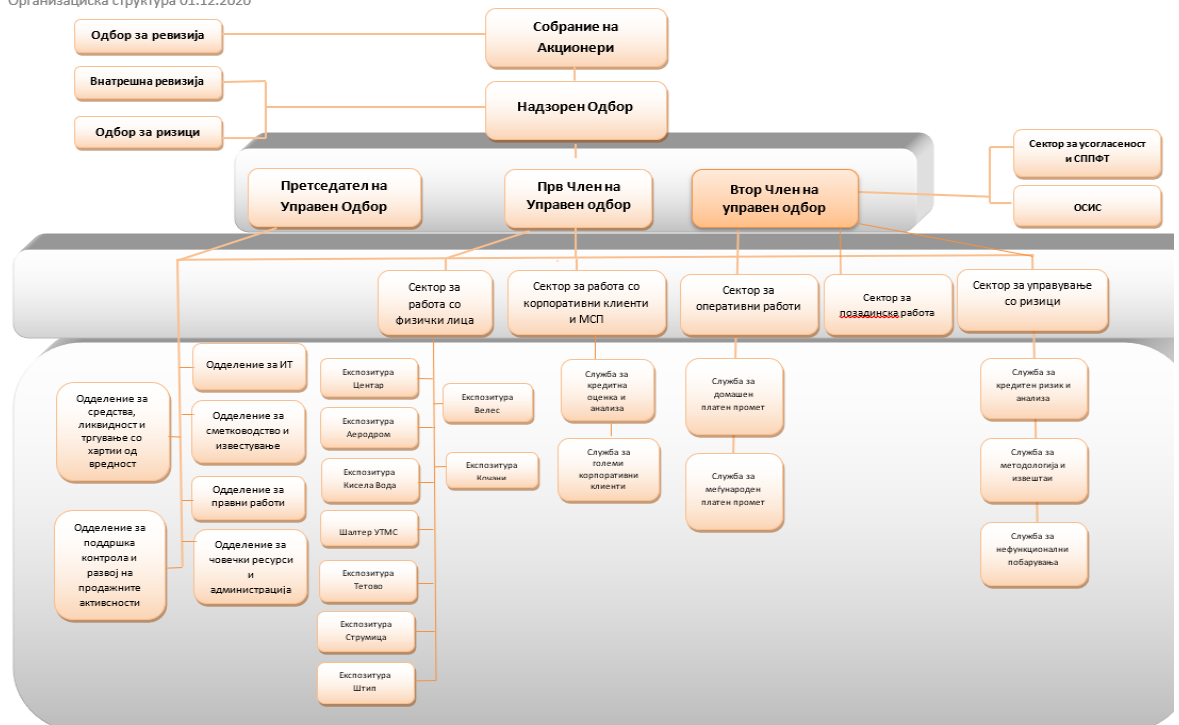 Организациска структура 01.12.2020
Одбор за ревизија
Собрание на
Акционери
Внатрешна ревизија
Надзорен Одбор
Одбор за ризици
Сектор за усогласеност
и СППФТ
Претседател на
Управен Одбор
Прв Член на
Управен одбор
Втор Член на
управен одбор
ОСИС
Сектор за
работа со
физички лица
Сектор за работа со
корпоративни клиенти
и МСП
Сектор за
оперативни работи
Сектор за
позадинска работа
Сектор за управување
со ризици
Одделение за
средства,
ликвидност и
тргување со
хартии од
вредност
Одделение за ИТ
Одделение за
сметководство и
известување
Одделение за
правни работи
Одделение за
поддршка
контрола и
развој на
продажните
активсности
Одделение за
човечки ресурси
и
администрација
Експозитура
Центар
Експозитура
Велес
Експозитура
Аеродром
Експозитура
Кочани
Експозитура
Кисела Вода
Шалтер УТМС
Експозитура
Тетово
Експозитура
Струмица
Експозитура
Штип
Служба за
кредитна
оценка и
анализа
Служба за
големи
корпоративни
клиенти
Служба за
домашен
платен промет
Служба за
меѓународен
платен промет
Служба за
кредитен ризик и
анализа
Служба за
методологија и
извештаи
Служба за
нефункционални
побарувања